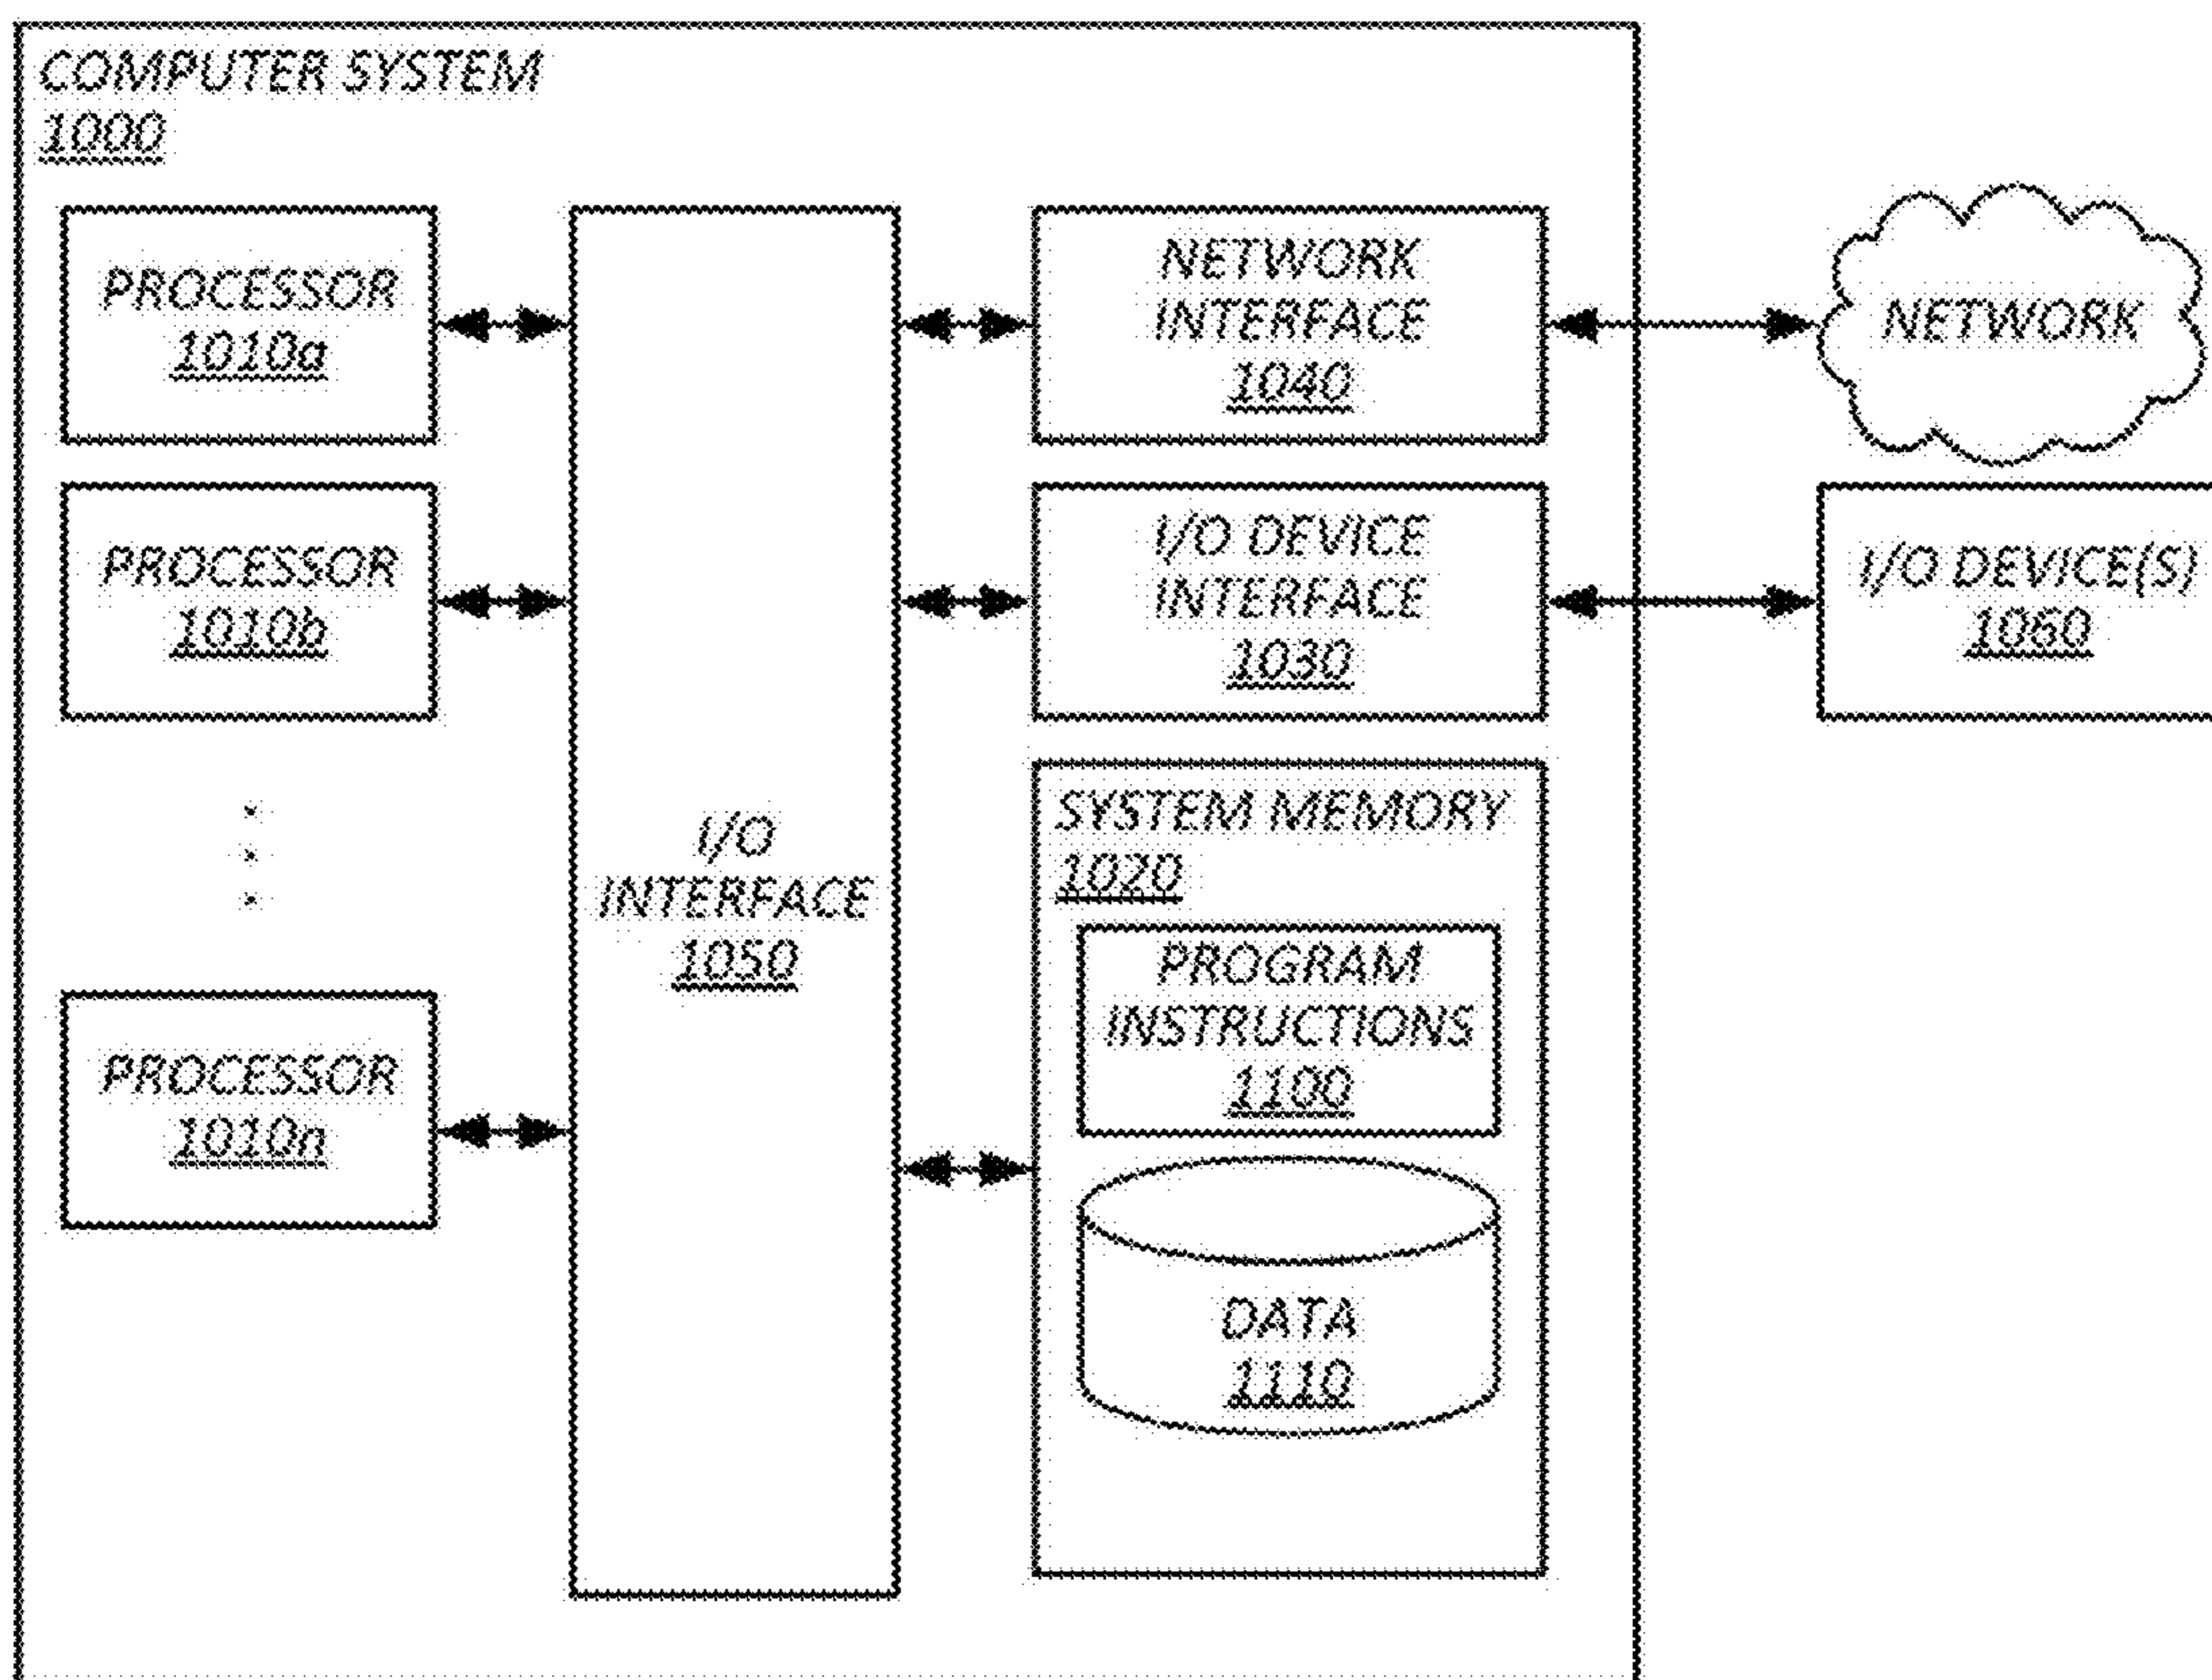 COMPUTER SYSTEM
1000
PROCESSOR
1010a
PROCESSOR
1010b
PROCESSOR
1010n
I/O
INTERFACE
1050
NETWORK
INTERFACE
1040
I/O DEVICE
INTERFACE
1030
SYSTEM MEMORY
1020
PROGRAM
INSTRUCTIONS
1100
DATA
1110
NETWORK
I/O DEVICE(S)
1060